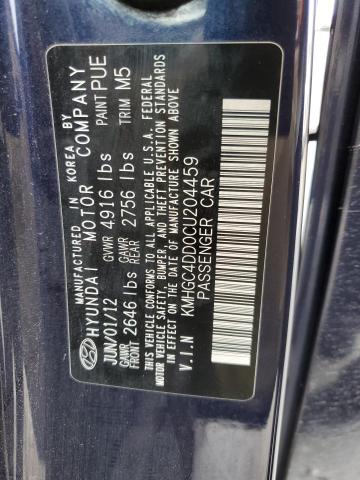 MANUFACTURED IN KOREA BY
HYUNDAI MOTOR COMPANY
JUN/01/12 GVWR 4916 lbs PAINT PUE
GAWR FRONT 2646 lbs GAWR REAR 2756 lbs TRIM M5
THIS VEHICLE CONFORMS TO ALL APPLICABLE U.S.A. FEDERAL
MOTOR VEHICLE SAFETY, BUMPER, AND THEFT PREVENTION STANDARDS
IN EFFECT ON THE DATE OF MANUFACTURE SHOWN ABOVE
V.I.N KMHGC4DD0CU204459
PASSENGER CAR